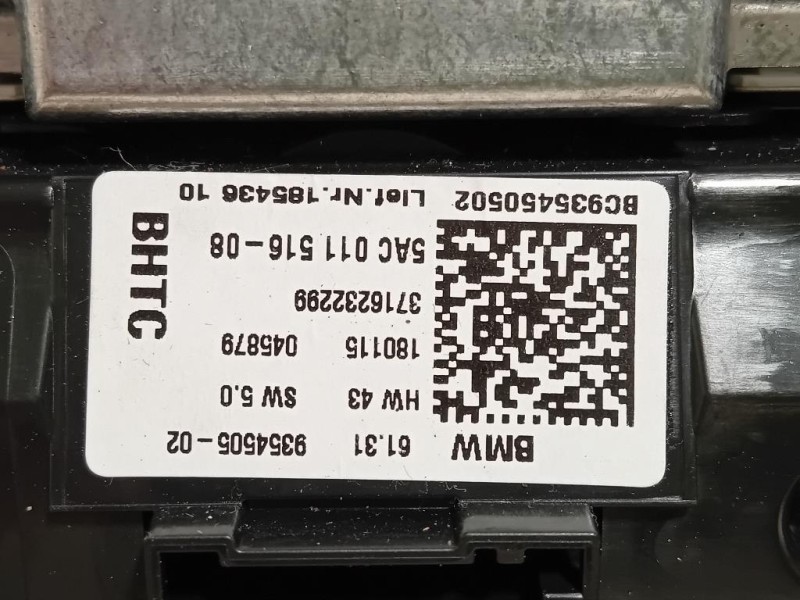 BMW 61.31 9354505-02
HW 43 SW 5.0
180115 045879
3716232299
5AC 011 516-08
BC935450502 Lief.Nr.185436 10
BHTC